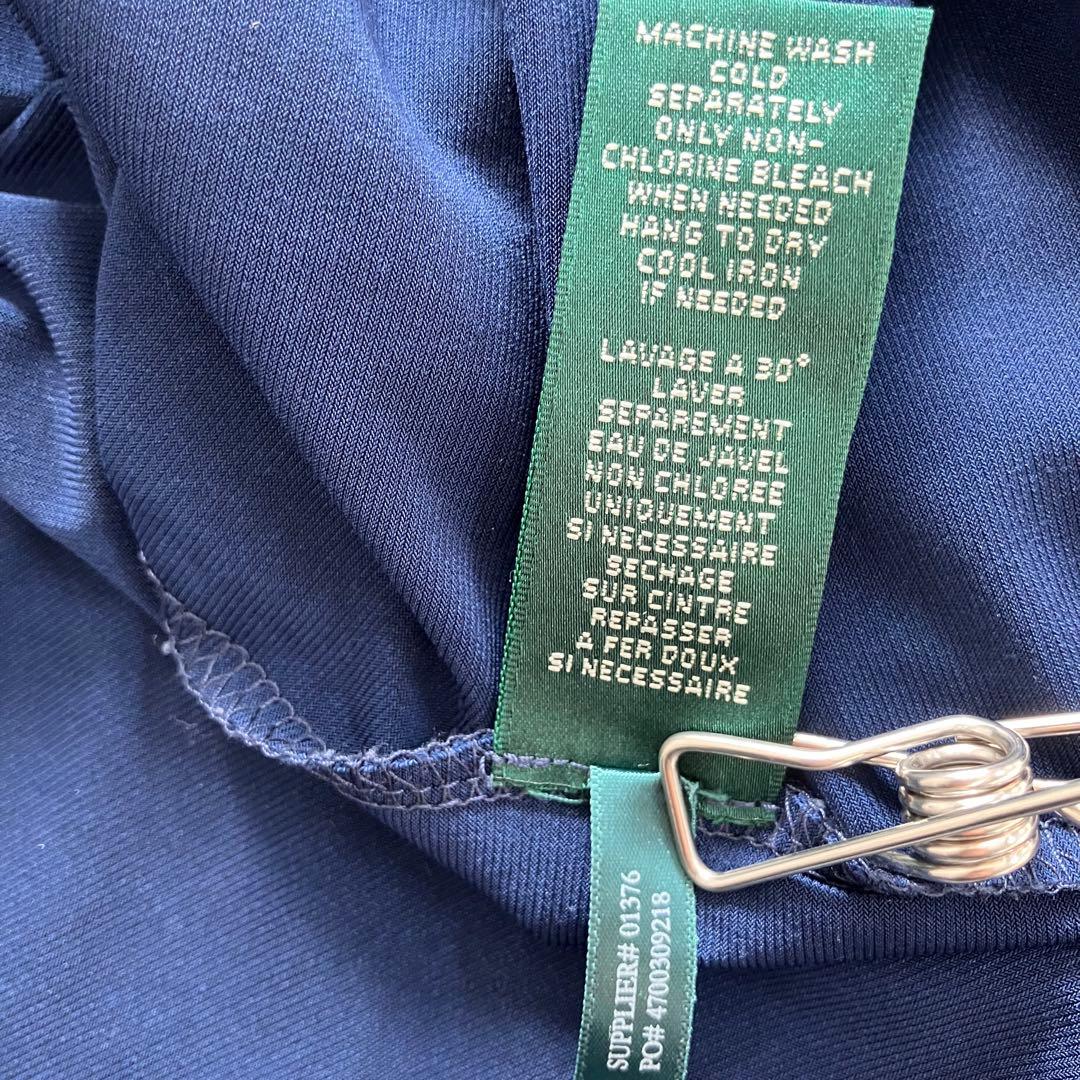 MACHINE WASH
COLD
SEPARATELY
ONLY NON-
CHLORINE BLEACH
WHEN NEEDED
HANG TO DRY
COOL IRON
IF NEEDED
LAVAGE A 30°
LAVER
SEPAREMENT
EAU DE JAVEL
NON CHLOREE
UNIQUEMENT
SI NECESSAIRE
SECHAGE
SUR CINTRE
REPASSER
A FER DOUX
SI NECESSAIRE
SUPPLIER# 01376
PO# 4700309218